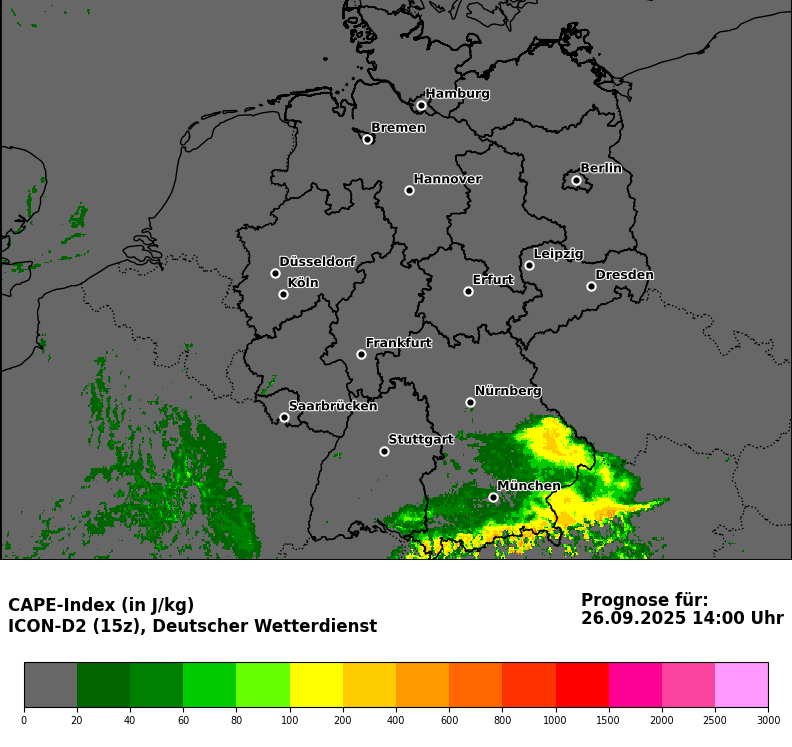 Hamburg
Bremen
Berlin
Hannover
Leipzig
Düsseldorf
Dresden
Köln
Erfurt
Frankfurt
Nürnberg
Saarbrücken
Stuttgart
München
CAPE-Index (in J/kg)
ICON-D2 (15z), Deutscher Wetterdienst
Prognose für:
26.09.2025 14:00 Uhr
0 20 40 60 80 100 200 400 600 800 1000 1500 2000 2500 3000